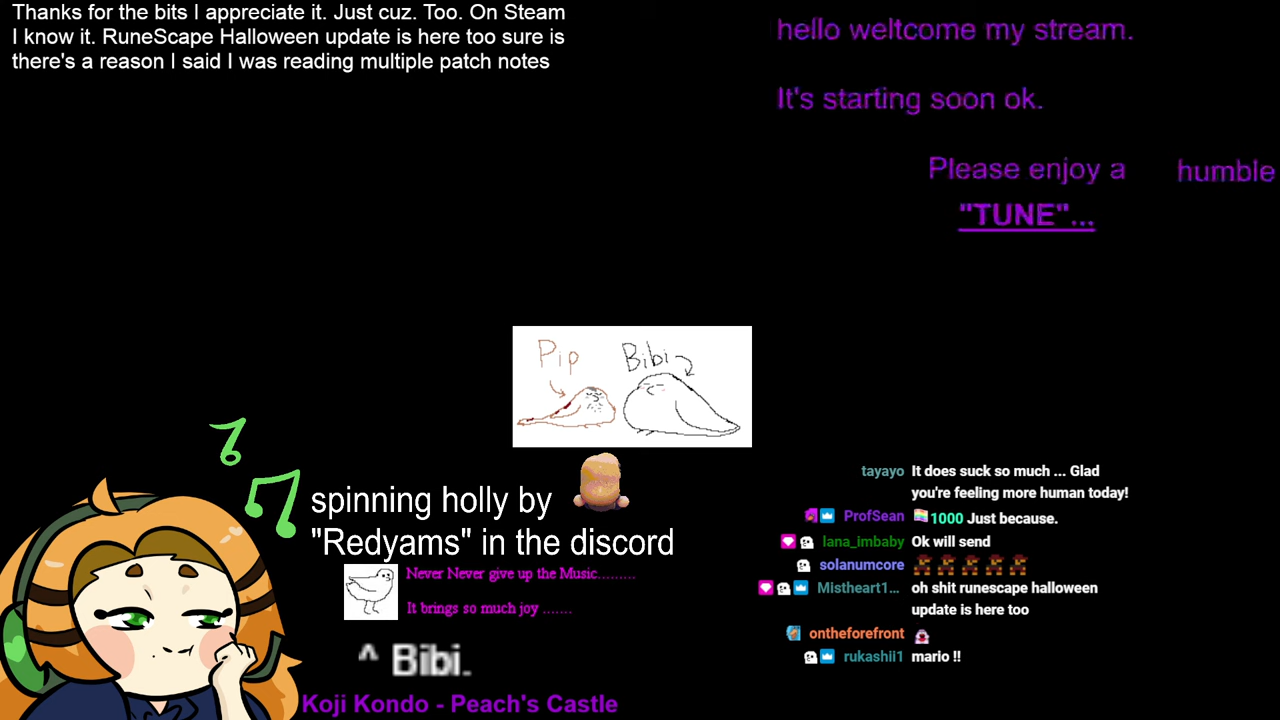 Thanks for the bits I appreciate it. Just cuz. Too. On Steam
I know it. RuneScape Halloween update is here too sure is
there's a reason I said I was reading multiple patch notes
hello weltcome my stream.
It's starting soon ok.
Please enjoy a humble
"TUNE"...
Pip Bibi
spinning holly by
"Redyams" in the discord
Never Never give up the Music.........
It brings so much joy .......
^ Bibi.
Koji Kondo - Peach's Castle
tayayo It does suck so much ... Glad
you're feeling more human today!
ProfSean 1000 Just because.
lana_imbaby Ok will send
solanumcore
Mistheart1... oh shit runescape halloween
update is here too
ontheforefront
rukashii1 mario !!